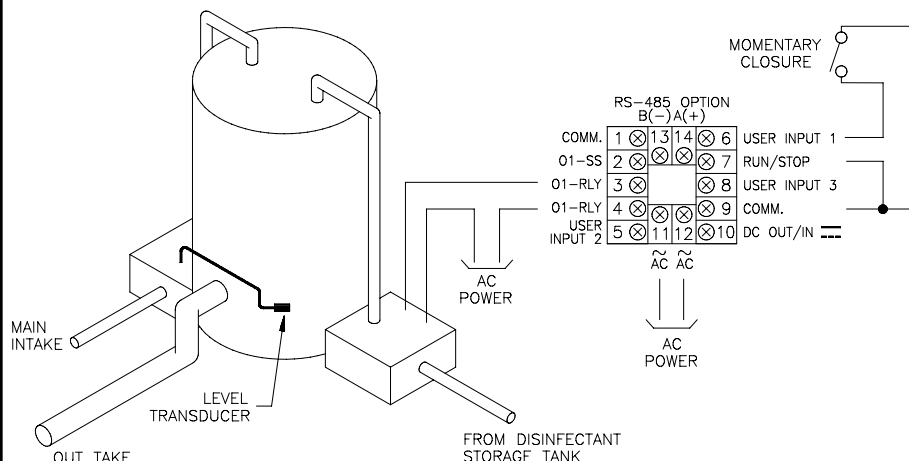 MOMENTARY
CLOSURE
RS-485 OPTION
B(-) A(+)
COMM. 1 13 14 6 USER INPUT 1
O1-SS 2 7 RUN/STOP
O1-RLY 3 8 USER INPUT 3
O1-RLY 4 9 COMM.
USER
INPUT 2 5 11 12 10 DC OUT/IN
AC AC
AC
POWER
AC
POWER
MAIN
INTAKE
LEVEL
TRANSDUCER
FROM DISINFECTANT
STORAGE TANK
OUT TAKE